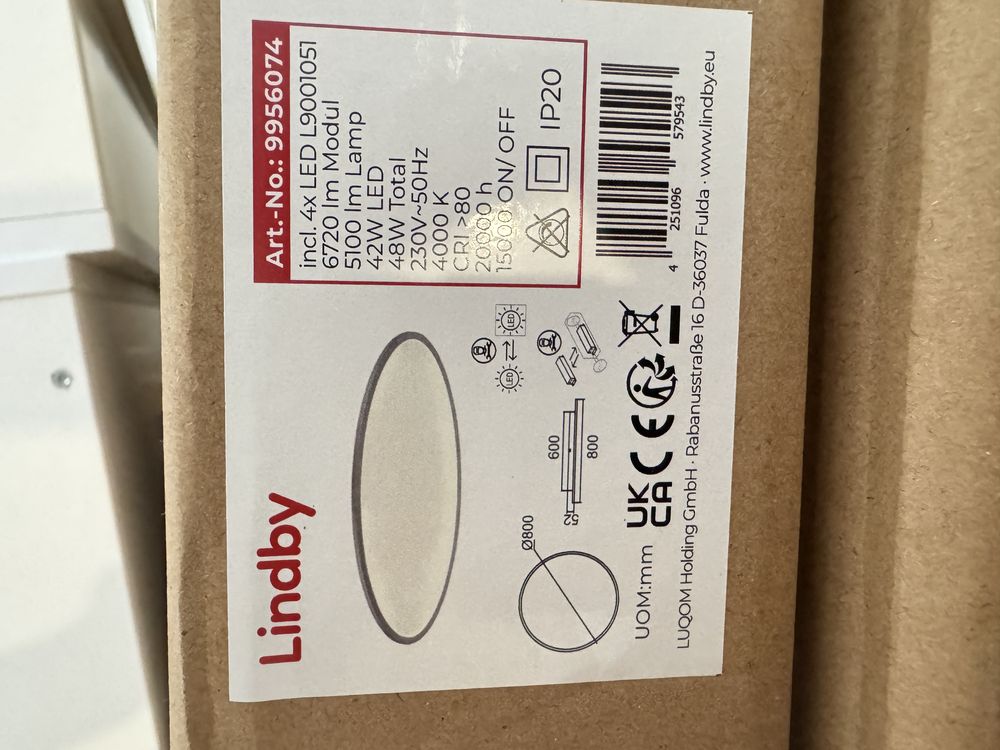 Lindby
Art.-No.: 9956074
incl. 4x LED L9001051
6720 lm Modul
5100 lm Lamp
42W LED
48W Total
230V~50Hz
4000 K
CRI >80
20000 h
15000 ON/ OFF
IP20
LED
LED
600
800
52
Ø800
UOM:mm
UK
CA
CE
4 251096 579543
LUQOM Holding GmbH · Rabanusstraße 16 D-36037 Fulda · www.lindby.eu